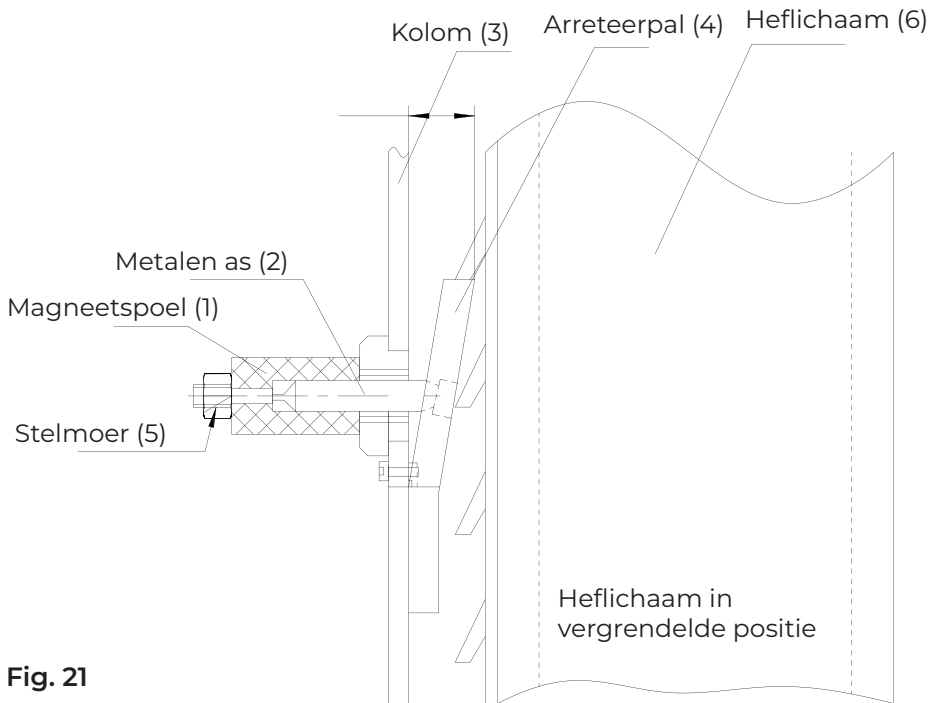 Kolom (3)
Arreteerpal (4)
Heflichaam (6)
Metalen as (2)
Magneetspoel (1)
Stelmoer (5)
Heflichaam in
vergrendelde positie
Fig. 21